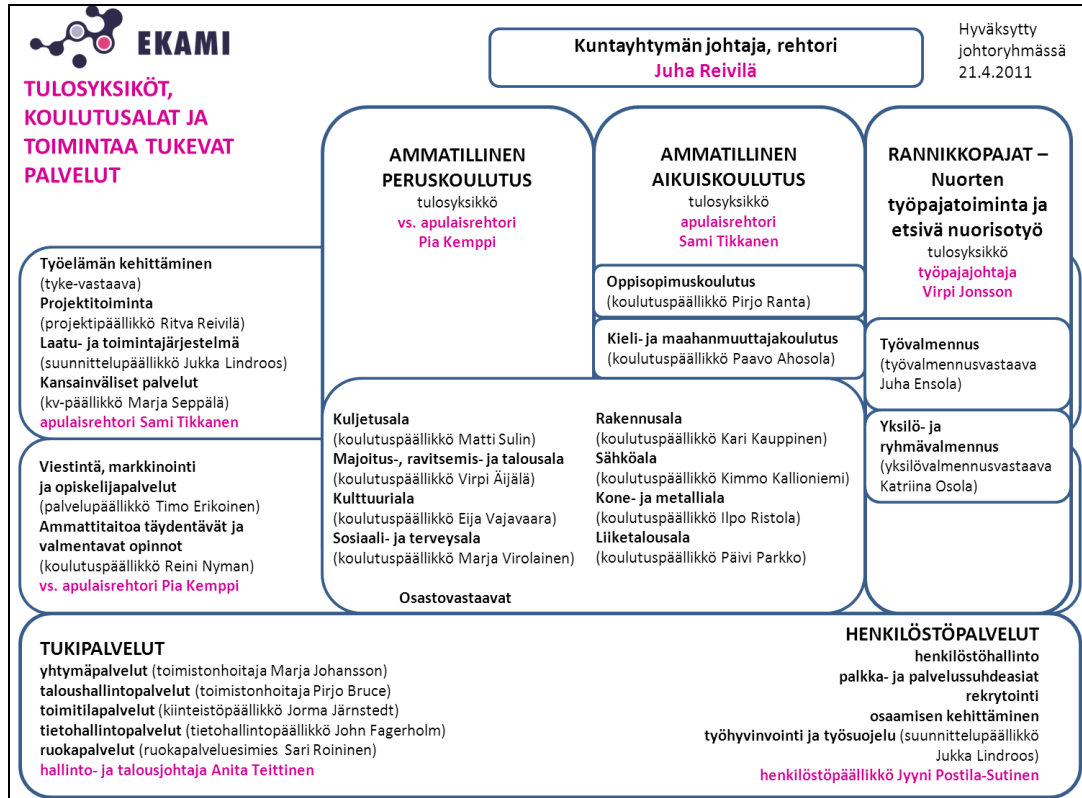 EKAMI
TULOSYKSIKÖT,
KOULUTUSALAT JA
TOIMINTAA TUKEVAT
PALVELUT
Kuntayhtymän johtaja, rehtori
Juha Reivilä
Hyväksytty
johtoryhmässä
21.4.2011
AMMATILLINEN
PERUSKOULUTUS
tulosyksikkö
vs. apulaisrehtori
Pia Kemppi
AMMATILLINEN
AIKUISKOULUTUS
tulosyksikkö
apulaisrehtori
Sami Tikkanen
Oppisopimuskoulutus
(koulutuspäällikkö Pirjo Ranta)
Kieli- ja maahanmuuttajakoulutus
(koulutuspäällikkö Paavo Ahosola)
RANNIKKOPAJAT –
Nuorten
työpajatoiminta ja
etsivä nuorisotyö
tulosyksikkö
työpajajohtaja
Virpi Jonsson
Työvalmennus
(työvalmennusvastaava
Juha Ensola)
Yksilö- ja
ryhmävalmennus
(yksilövalmennusvastaava
Katriina Osola)
Työelämän kehittäminen
(tyke-vastaava)
Projektitoiminta
(projektipäällikkö Ritva Reivilä)
Laatu- ja toimintajärjestelmä
(suunnittelupäällikkö Jukka Lindroos)
Kansainväliset palvelut
(kv-päällikkö Marja Seppälä)
apulaisrehtori Sami Tikkanen
Viestintä, markkinointi
ja opiskelijapalvelut
(palvelupäällikkö Timo Erikoinen)
Ammattitaitoa täydentävät ja
valmentavat opinnot
(koulutuspäällikkö Reini Nyman)
vs. apulaisrehtori Pia Kemppi
Kuljetusala
(koulutuspäällikkö Matti Sulin)
Majoitus-, ravitsemis- ja talousala
(koulutuspäällikkö Virpi Äijälä)
Kulttuuriala
(koulutuspäällikkö Eija Vajavaara)
Sosiaali- ja terveysala
(koulutuspäällikkö Marja Virolainen)
Rakennusala
(koulutuspäällikkö Kari Kauppinen)
Sähköala
(koulutuspäällikkö Kimmo Kallioniemi)
Kone- ja metalliala
(koulutuspäällikkö Ilpo Ristola)
Liiketalousala
(koulutuspäällikkö Päivi Parkko)
Osastovastaavat
TUKIPALVELUT
yhtymäpalvelut (toimistonhoitaja Marja Johansson)
taloushallintopalvelut (toimistonhoitaja Pirjo Bruce)
toimitilapalvelut (kiinteistöpäällikkö Jorma Järnstedt)
tietohallintopalvelut (tietohallintopäällikkö John Fagerholm)
ruokapalvelut (ruokapalveluesimies Sari Roininen)
hallinto- ja talousjohtaja Anita Teittinen
HENKILÖSTÖPALVELUT
henkilöstöhallinto
palkka- ja palvelussuhdeasiat
rekrytointi
osaamisen kehittäminen
työhyvinvointi ja työsuojelu (suunnittelupäällikkö
Jukka Lindroos)
henkilöstöpäällikkö Jyyni Postila-Sutinen